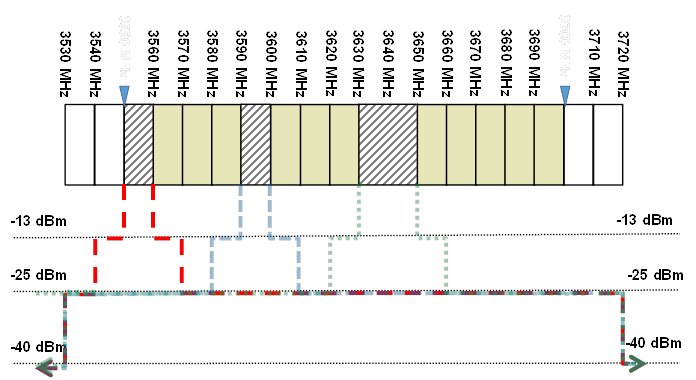 3530 MHz
3540 MHz
3560 MHz
3570 MHz
3580 MHz
3590 MHz
3600 MHz
3610 MHz
3620 MHz
3630 MHz
3640 MHz
3650 MHz
3660 MHz
3670 MHz
3680 MHz
3690 MHz
3710 MHz
3720 MHz
-13 dBm
-13 dBm
-25 dBm
-25 dBm
-40 dBm
-40 dBm